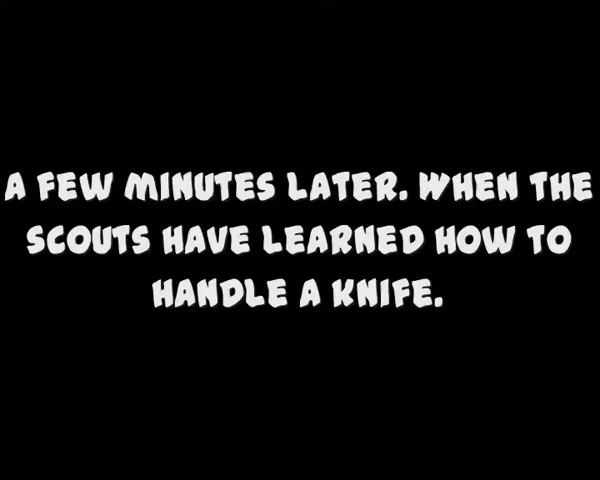 A FEW MINUTES LATER. WHEN THE
SCOUTS HAVE LEARNED HOW TO
HANDLE A KNIFE.